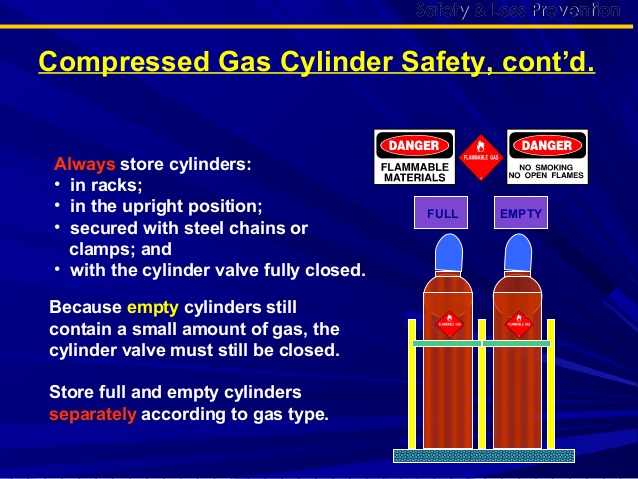 Safety & Loss Prevention
Compressed Gas Cylinder Safety, cont’d.
Always store cylinders:
• in racks;
• in the upright position;
• secured with steel chains or
clamps; and
• with the cylinder valve fully closed.
Because empty cylinders still
contain a small amount of gas, the
cylinder valve must still be closed.
Store full and empty cylinders
separately according to gas type.
DANGER
FLAMMABLE
MATERIALS
FLAMMABLE GAS
DANGER
NO SMOKING
NO OPEN FLAMES
FULL
EMPTY
FLAMMABLE GAS
FLAMMABLE GAS